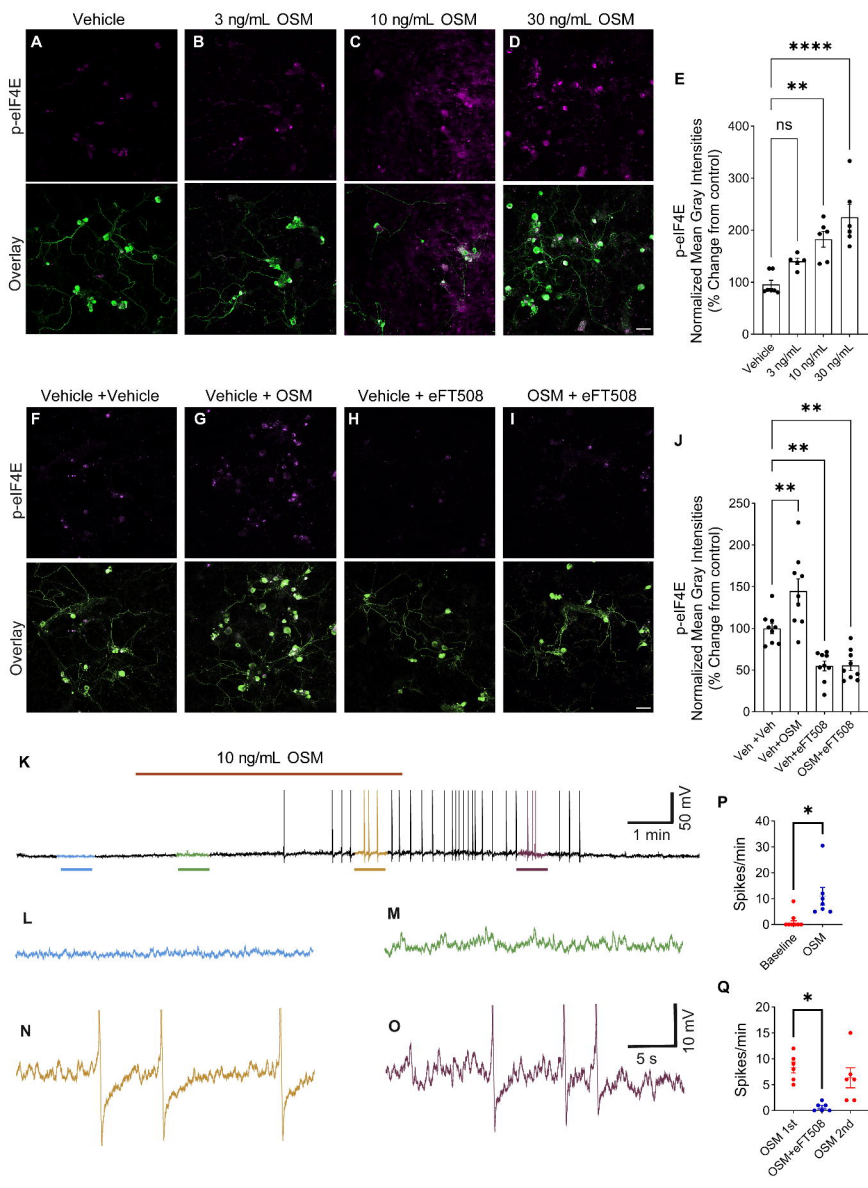 Vehicle
3 ng/mL OSM
10 ng/mL OSM
30 ng/mL OSM
A
B
C
D
p-eIF4E
Overlay
E
****
**
ns
p-eIF4E
Normalized Mean Gray Intensities
(% Change from control)
400
300
200
100
0
Vehicle
3 ng/mL
10 ng/mL
30 ng/mL
Vehicle +Vehicle
Vehicle + OSM
Vehicle + eFT508
OSM + eFT508
F
G
H
I
p-eIF4E
Overlay
J
**
**
**
p-eIF4E
Normalized Mean Gray Intensities
(% Change from control)
250
200
150
100
50
0
Veh +Veh
Veh+OSM
Veh+eFT508
OSM+eFT508
K
10 ng/mL OSM
1 min
50 mV
L
M
N
O
5 s
10 mV
P
*
Spikes/min
40
30
20
10
0
Baseline
OSM
Q
*
Spikes/min
20
15
10
5
0
OSM 1st
OSM+eFT508
OSM 2nd